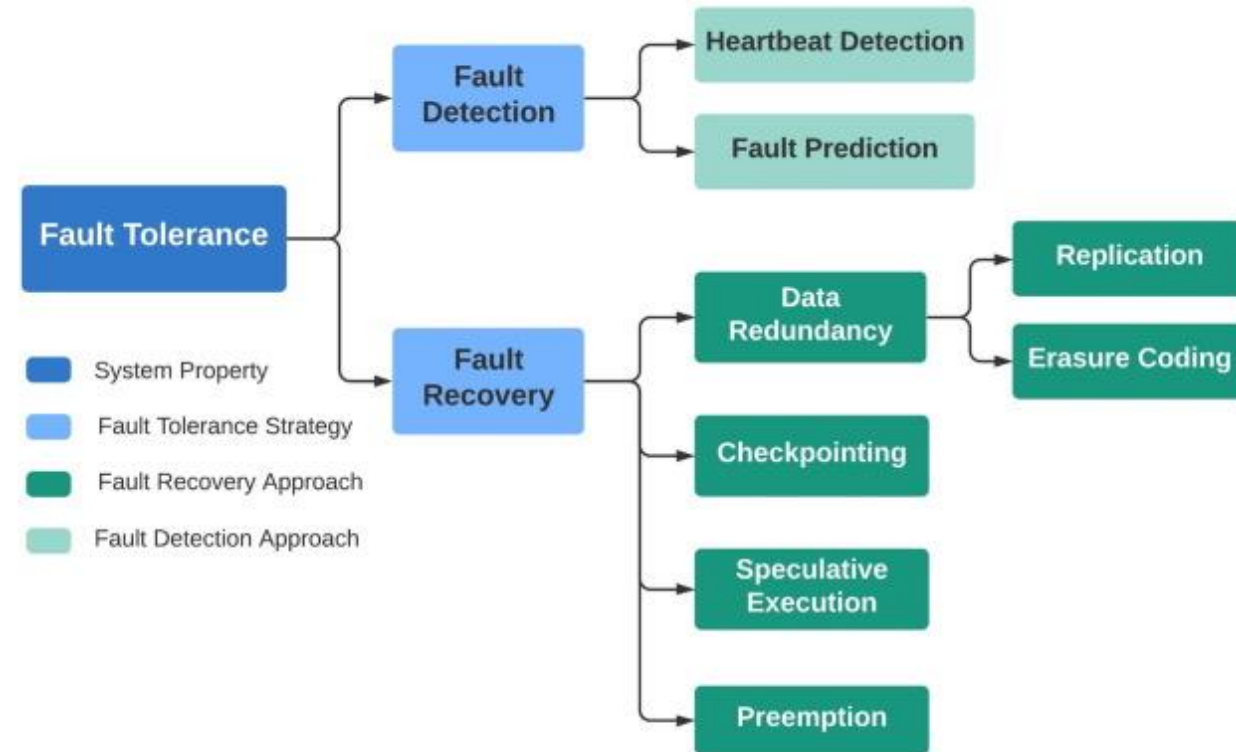 Heartbeat Detection
Fault
Detection
Fault Prediction
Fault Tolerance
Replication
Data
Redundancy
Erasure Coding
Fault
Recovery
System Property
Fault Tolerance Strategy
Checkpointing
Fault Recovery Approach
Fault Detection Approach
Speculative
Execution
Preemption